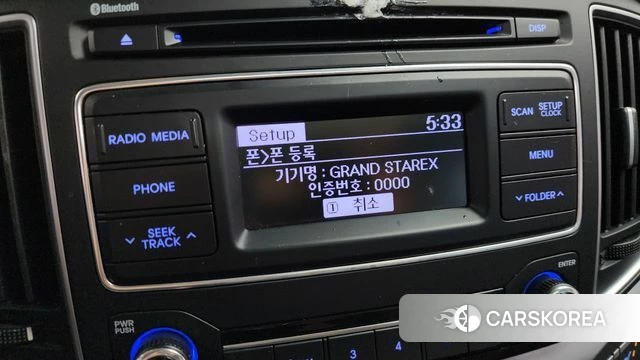 Bluetooth
DISP
Setup 5:33
폰>폰 등록
기기명 : GRAND STAREX
인증번호 : 0000
1 취소
RADIO MEDIA
PHONE
SEEK
TRACK
SCAN SETUP
CLOCK
MENU
FOLDER
ENTER
PWR
PUSH
3
4
CARSKOREA